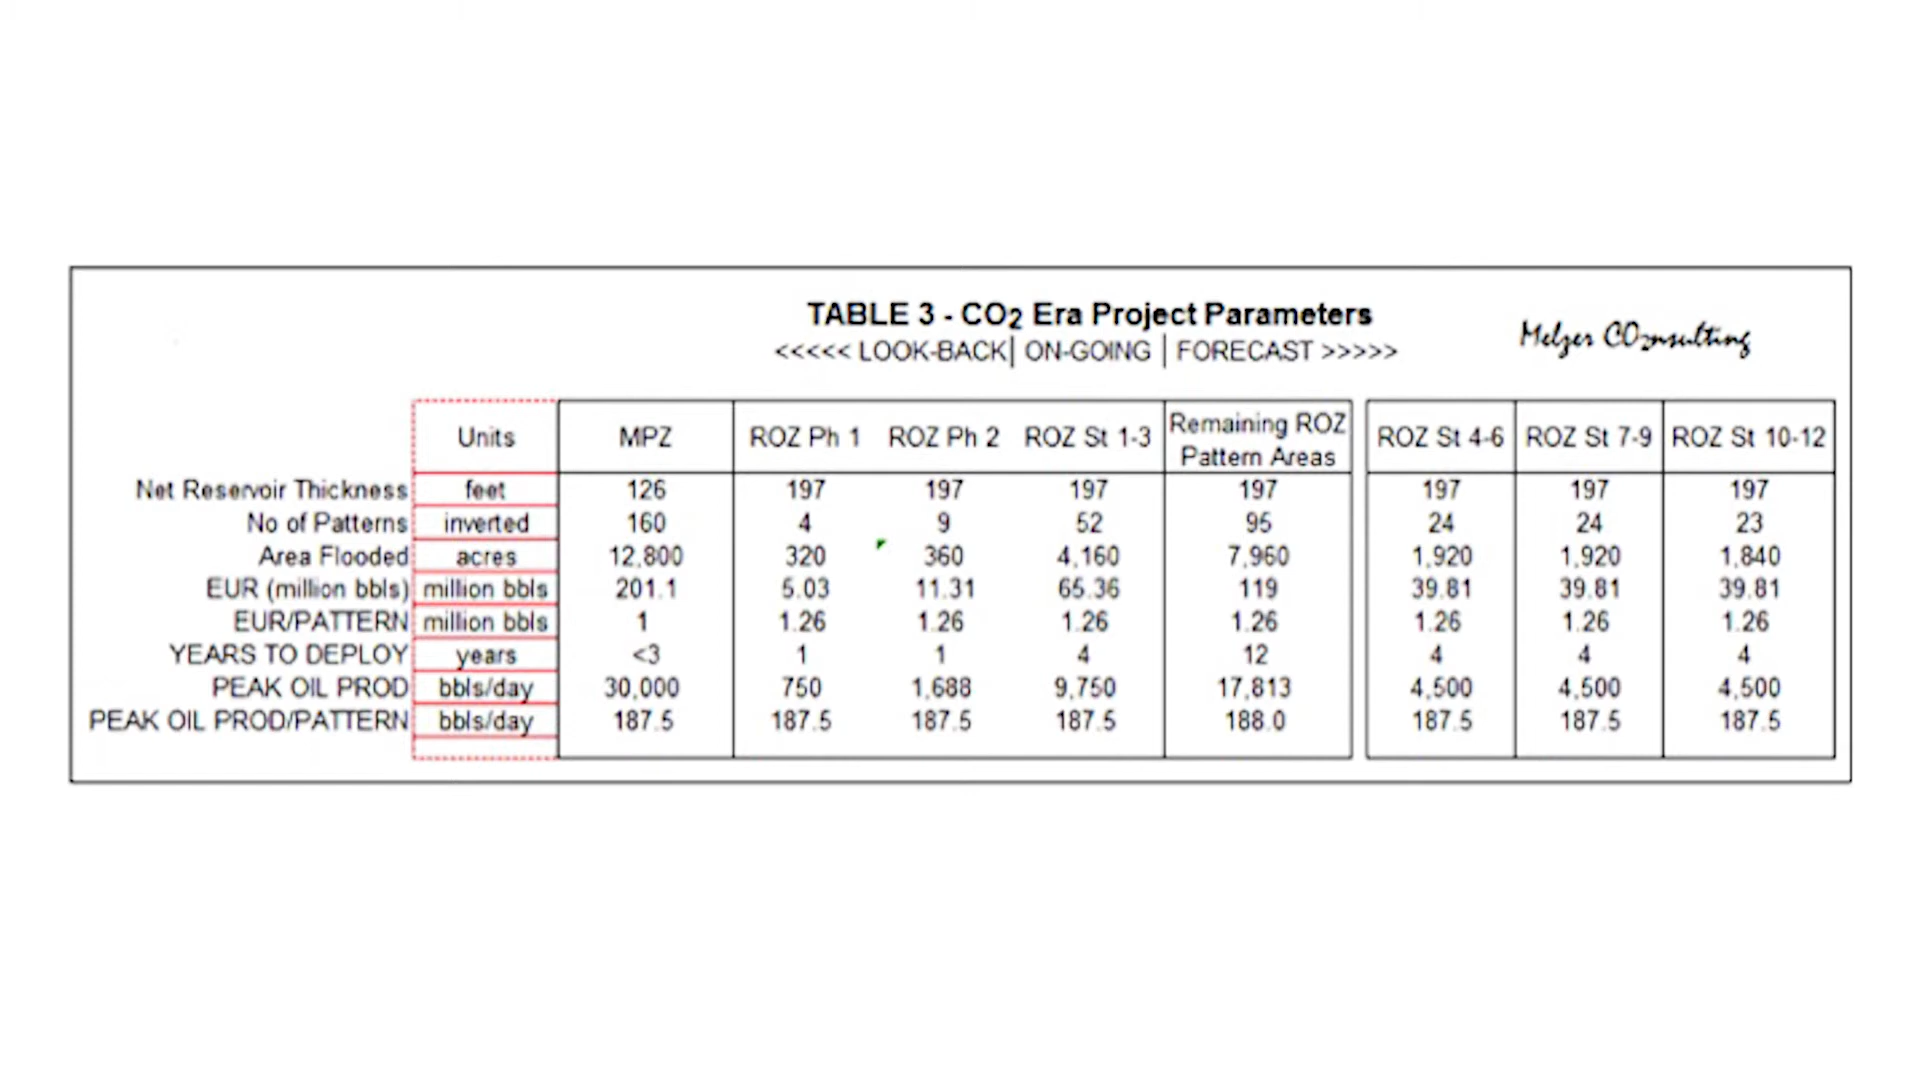 TABLE 3 - CO2 Era Project Parameters
<<<<< LOOK-BACK| ON-GOING | FORECAST >>>>>
Melzer CO2nsulting
Units MPZ ROZ Ph 1 ROZ Ph 2 ROZ St 1-3 Remaining ROZ Pattern Areas ROZ St 4-6 ROZ St 7-9 ROZ St 10-12
Net Reservoir Thickness feet 126 197 197 197 197 197 197 197
No of Patterns inverted 160 4 9 52 95 24 24 23
Area Flooded acres 12,800 320 360 4,160 7,960 1,920 1,920 1,840
EUR (million bbls) million bbls 201.1 5.03 11.31 65.36 119 39.81 39.81 39.81
EUR/PATTERN million bbls 1 1.26 1.26 1.26 1.26 1.26 1.26 1.26
YEARS TO DEPLOY years <3 1 1 4 12 4 4 4
PEAK OIL PROD bbls/day 30,000 750 1,688 9,750 17,813 4,500 4,500 4,500
PEAK OIL PROD/PATTERN bbls/day 187.5 187.5 187.5 187.5 188.0 187.5 187.5 187.5